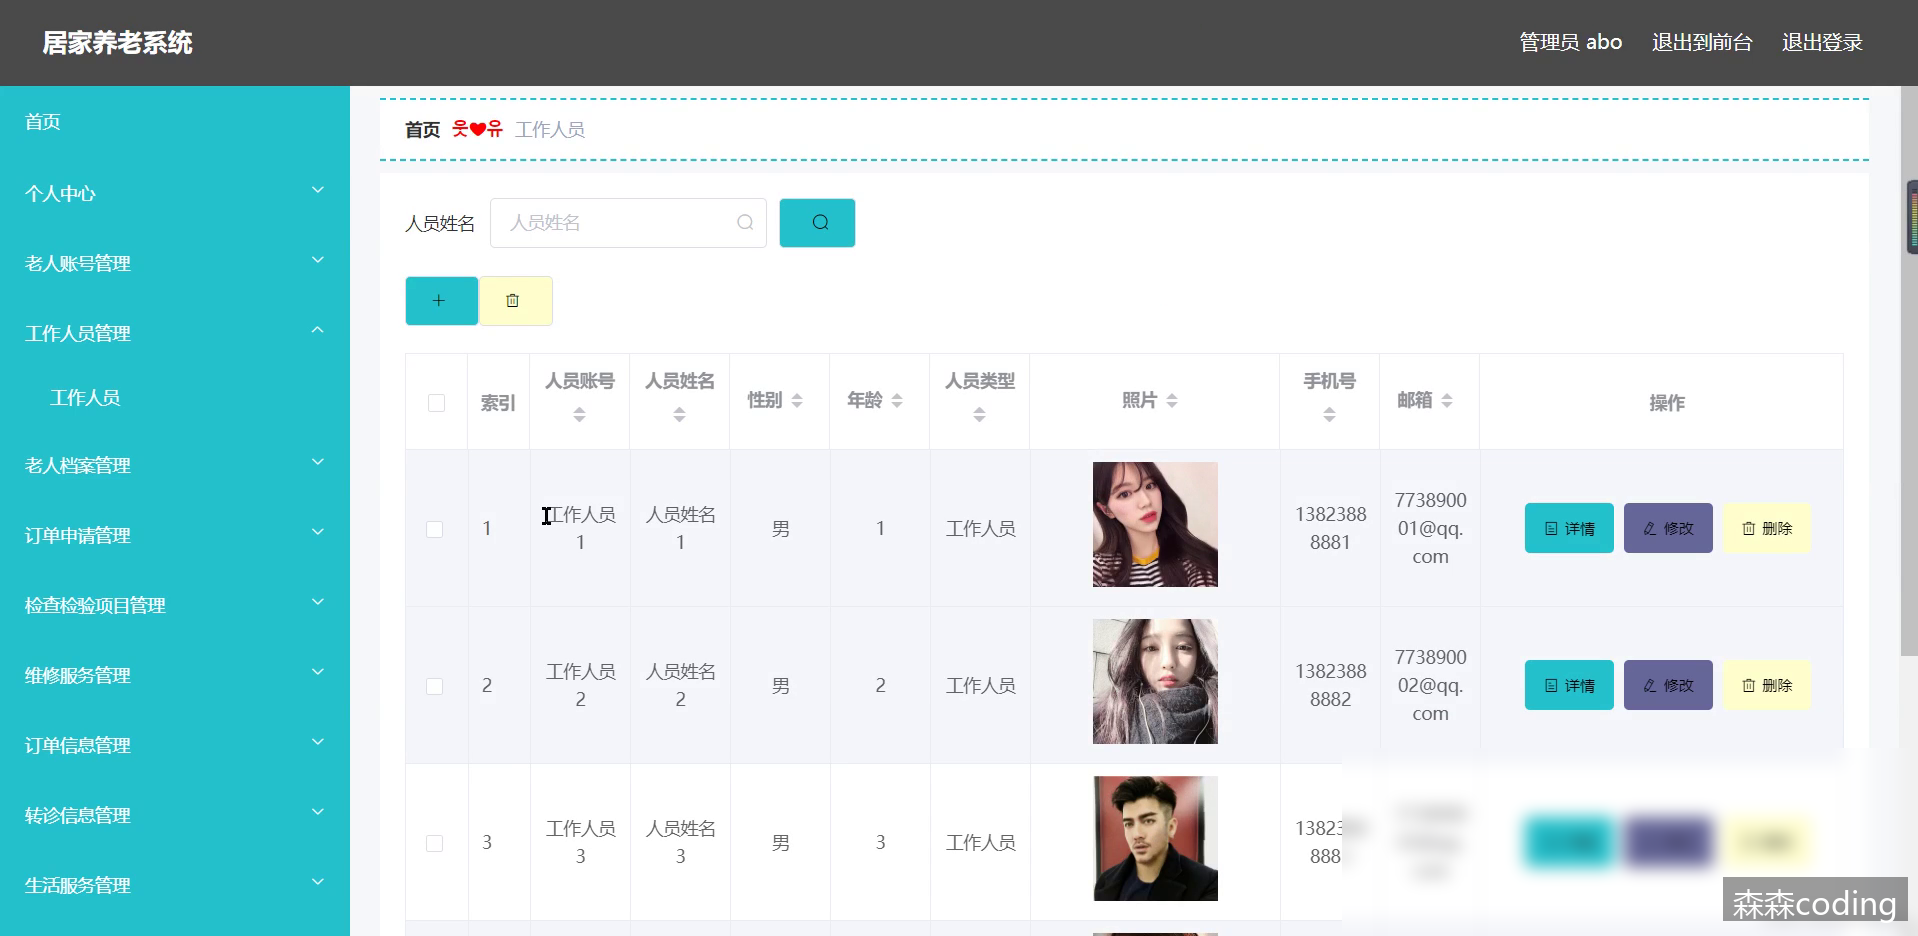 居家养老系统
管理员 abo 退出到前台 退出登录
首页
个人中心
老人账号管理
工作人员管理
工作人员
老人档案管理
订单申请管理
检查检验项目管理
维修服务管理
订单信息管理
转诊信息管理
生活服务管理
首页 웃❤유 工作人员
人员姓名 人员姓名
索引 人员账号 人员姓名 性别 年龄 人员类型 照片 手机号 邮箱 操作
1 工作人员1 人员姓名1 男 1 工作人员 13823888881 773890001@qq.com 详情 修改 删除
2 工作人员2 人员姓名2 男 2 工作人员 13823888882 773890002@qq.com 详情 修改 删除
3 工作人员3 人员姓名3 男 3 工作人员
森森coding